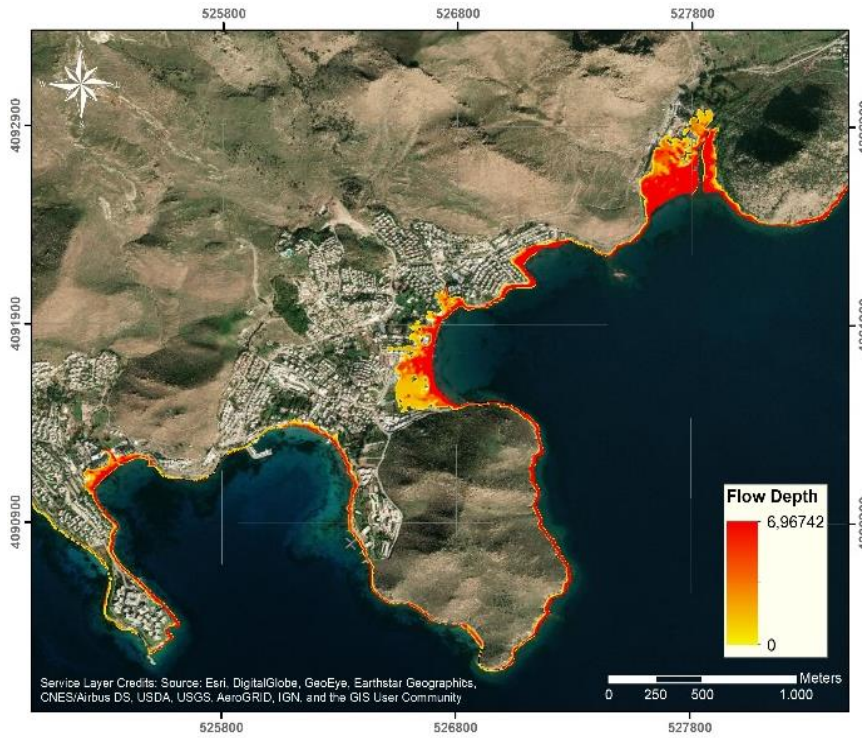 525800 526800 527800
4092900
4091900
4090900
Flow Depth
6,96742
0
Service Layer Credits: Source: Esri, DigitalGlobe, GeoEye, Earthstar Geographics,
CNES/Airbus DS, USDA, USGS, AeroGRID, IGN, and the GIS User Community
Meters
0 250 500 1.000
525800 526800 527800